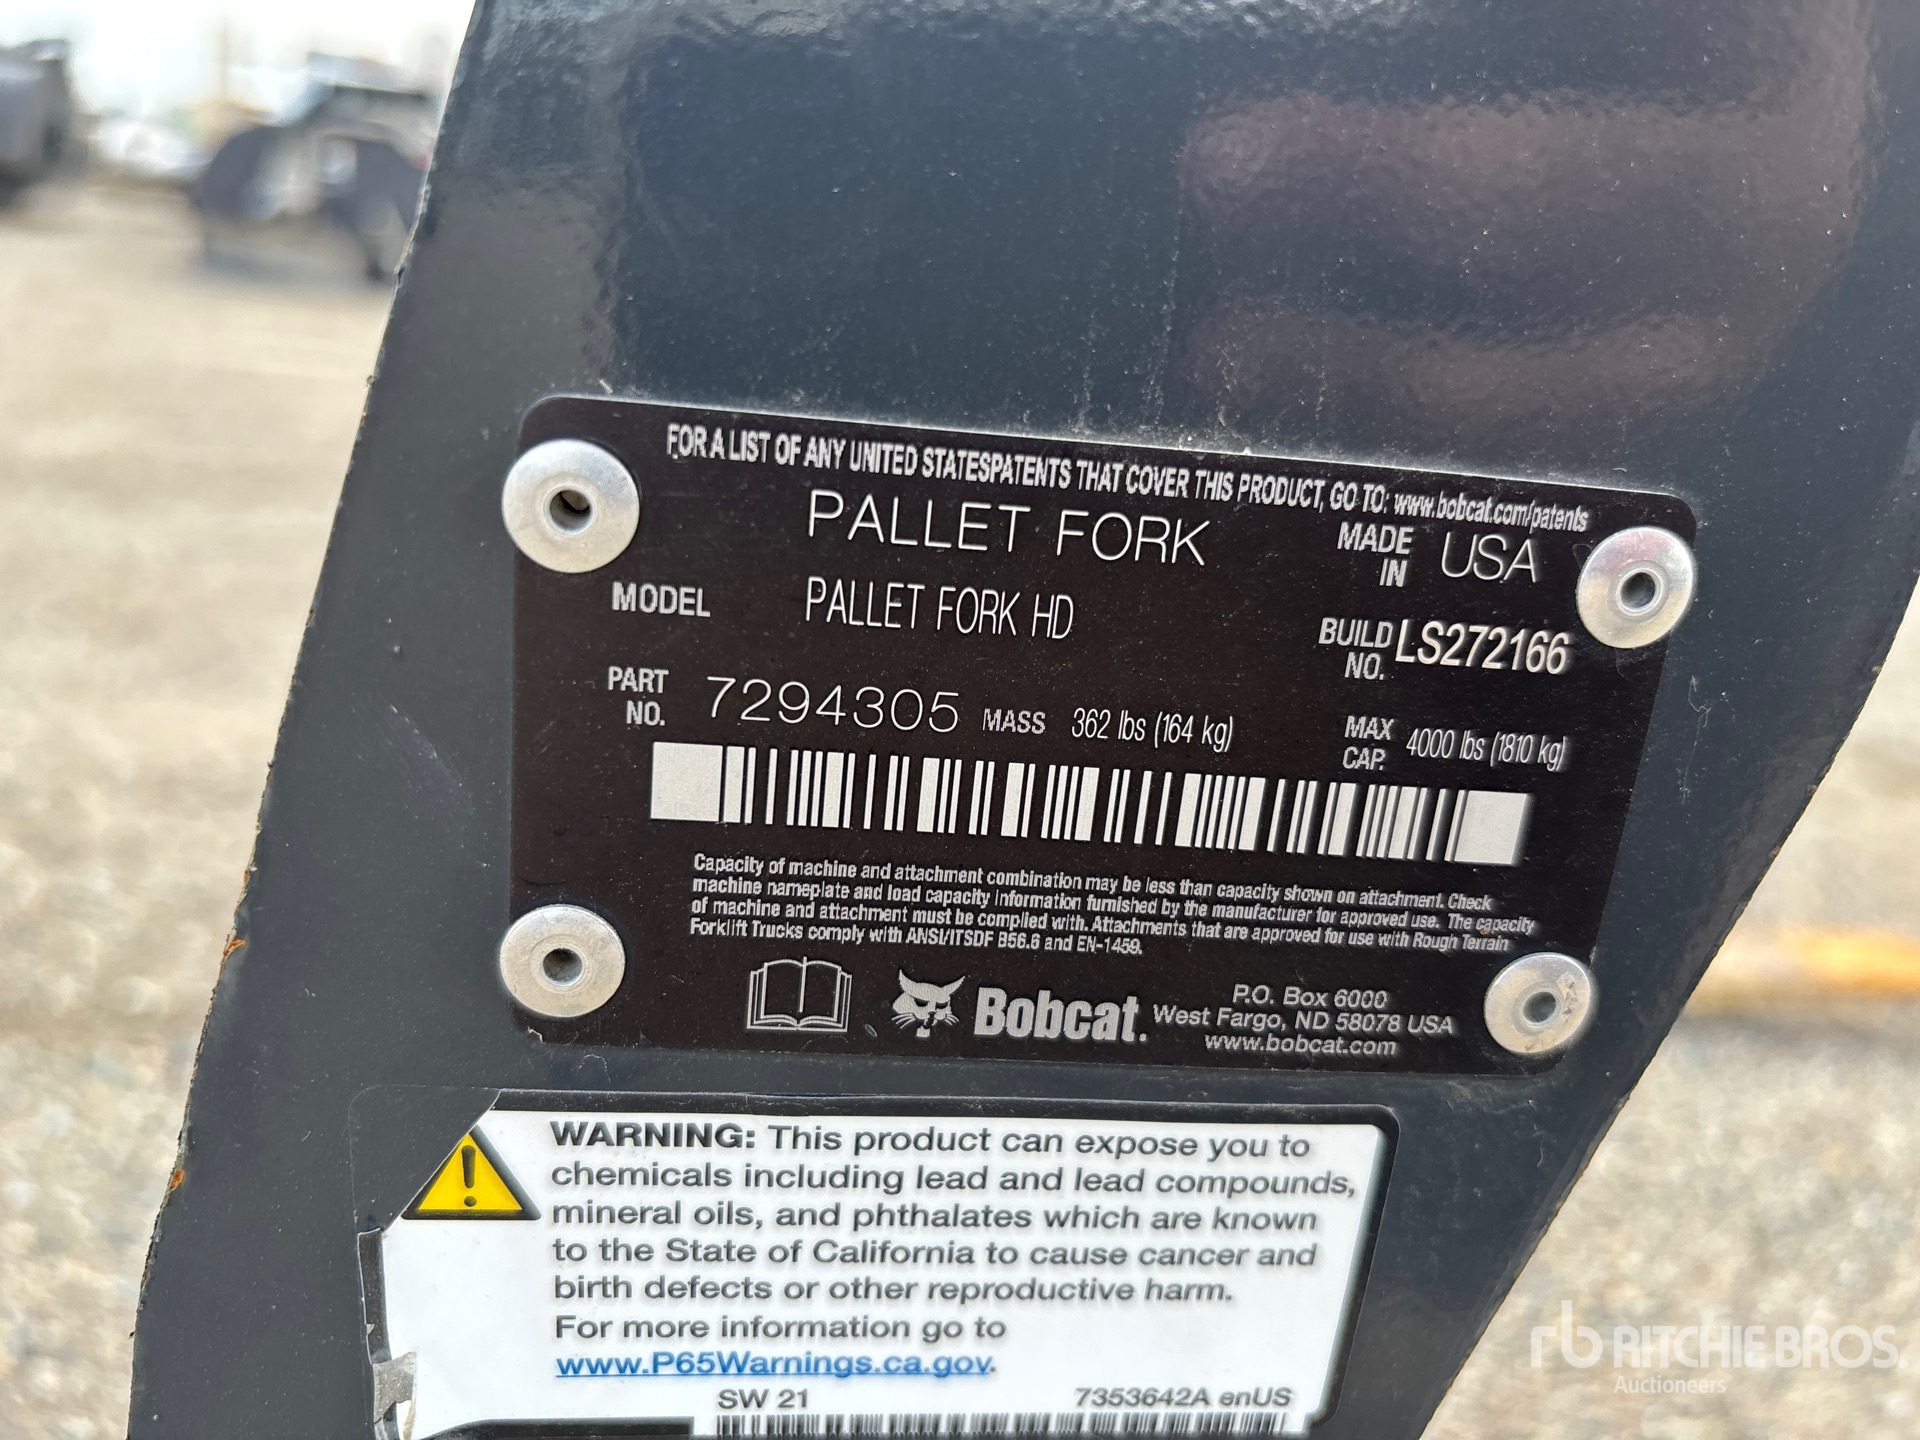 FOR A LIST OF ANY UNITED STATESPATENTS THAT COVER THIS PRODUCT, GO TO: www.bobcat.com/patents
PALLET FORK
MADE IN USA
MODEL PALLET FORK HD
BUILD NO. LS272166
PART NO. 7294305 MASS 362 lbs (164 kg)
MAX CAP. 4000 lbs (1810 kg)
Capacity of machine and attachment combination may be less than capacity shown on attachment. Check
machine nameplate and load capacity information furnished by the manufacturer for approved use. The capacity
of machine and attachment must be complied with. Attachments that are approved for use with Rough Terrain
Forklift Trucks comply with ANSI/ITSDF B56.6 and EN-1459.
Bobcat.
P.O. Box 6000
West Fargo, ND 58078 USA
www.bobcat.com
WARNING: This product can expose you to
chemicals including lead and lead compounds,
mineral oils, and phthalates which are known
to the State of California to cause cancer and
birth defects or other reproductive harm.
For more information go to
www.P65Warnings.ca.gov.
SW 21 7353642A enUS
rb RITCHIE BROS.
Auctioneers